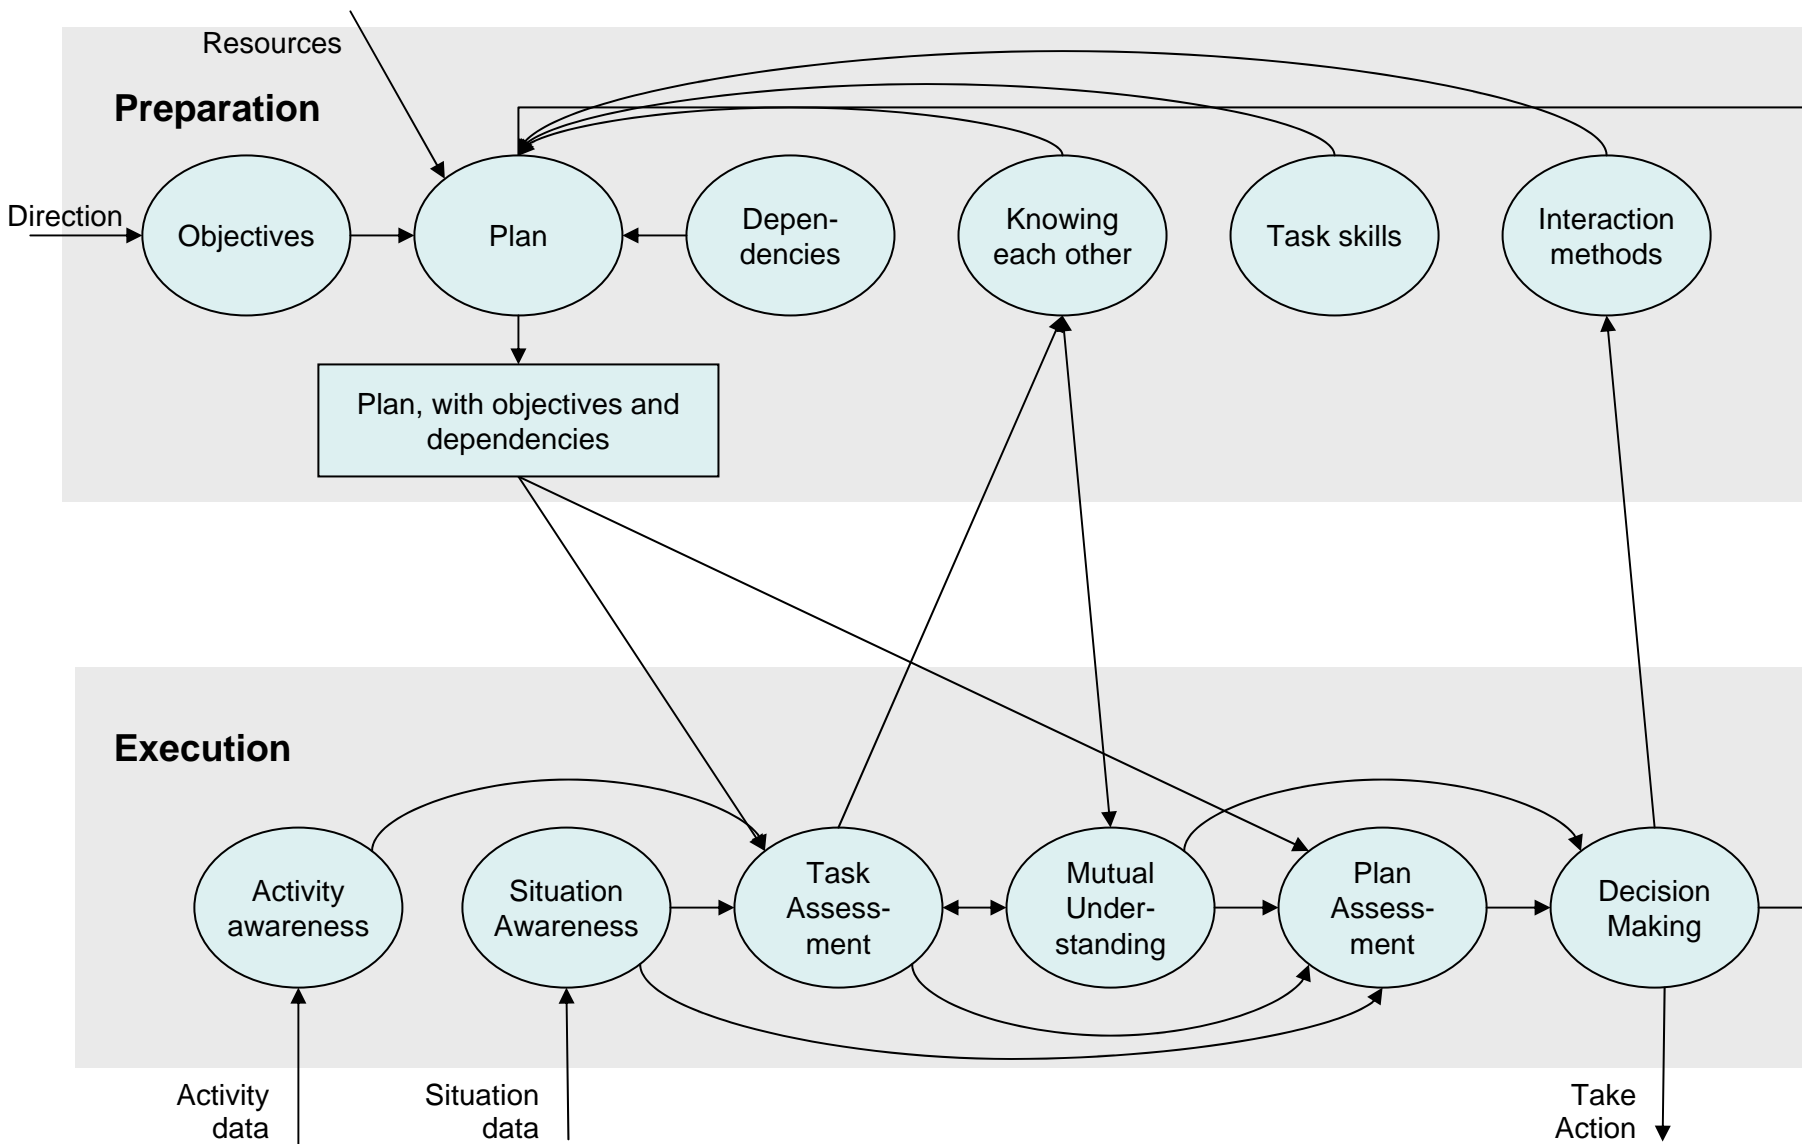 Resources
Preparation
Direction
Objectives
Plan
Depen-
dencies
Knowing
each other
Task skills
Interaction
methods
Plan, with objectives and
dependencies
Execution
Activity
awareness
Situation
Awareness
Task
Assess-
ment
Mutual
Under-
standing
Plan
Assess-
ment
Decision
Making
Activity
data
Situation
data
Take
Action